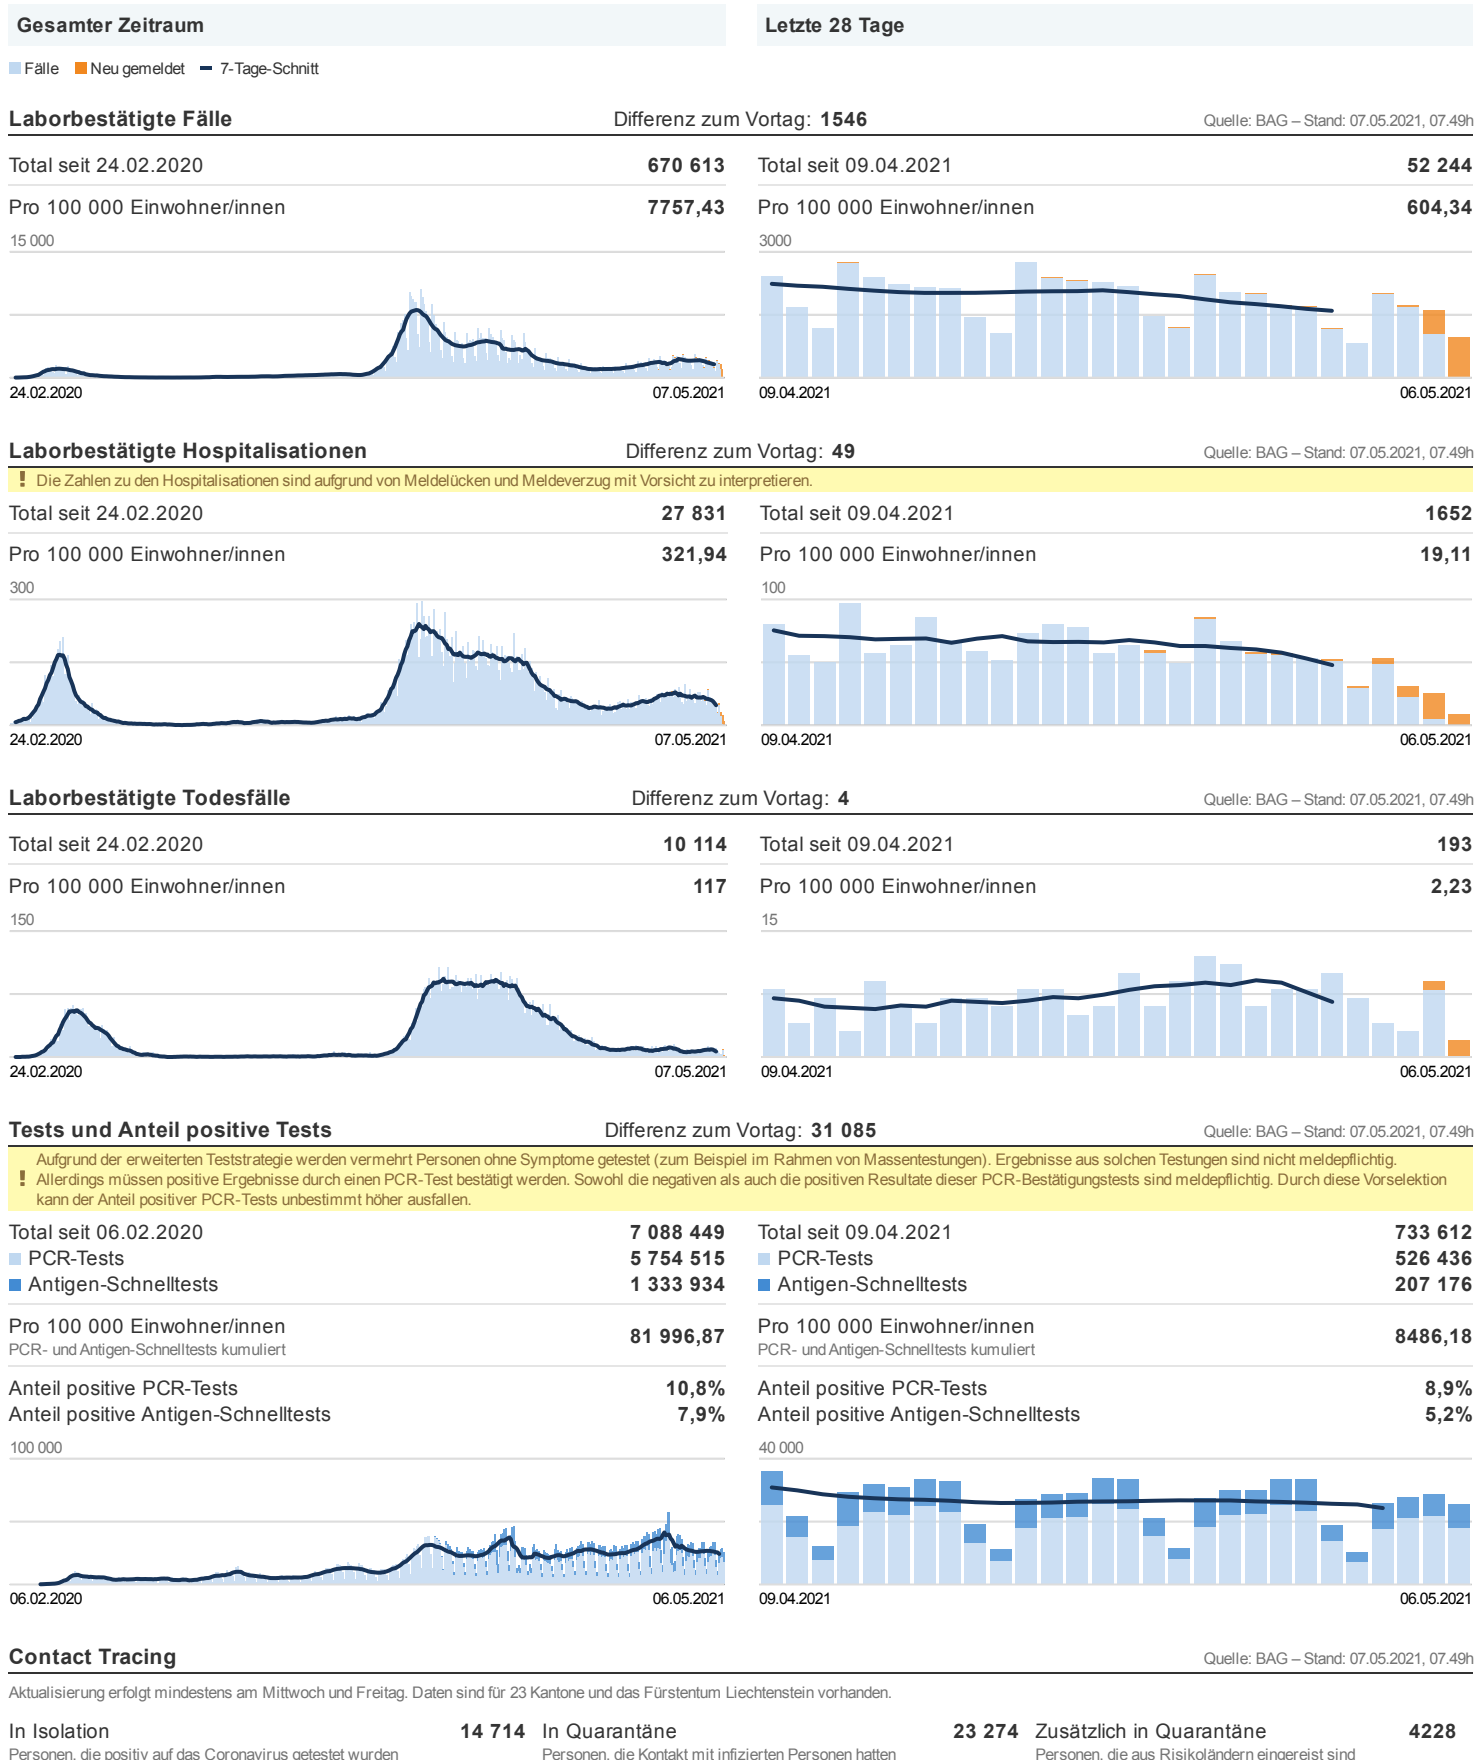 Gesamter Zeitraum
Letzte 28 Tage
Fälle Neu gemeldet 7-Tage-Schnitt
Laborbestätigte Fälle Differenz zum Vortag: 1546 Quelle: BAG – Stand: 07.05.2021, 07.49h
Total seit 24.02.2020 670 613
Pro 100 000 Einwohner/innen 7757,43
15 000
24.02.2020 07.05.2021
Total seit 09.04.2021 52 244
Pro 100 000 Einwohner/innen 604,34
3000
09.04.2021 06.05.2021
Laborbestätigte Hospitalisationen Differenz zum Vortag: 49 Quelle: BAG – Stand: 07.05.2021, 07.49h
! Die Zahlen zu den Hospitalisationen sind aufgrund von Meldelücken und Meldeverzug mit Vorsicht zu interpretieren.
Total seit 24.02.2020 27 831
Pro 100 000 Einwohner/innen 321,94
300
24.02.2020 07.05.2021
Total seit 09.04.2021 1652
Pro 100 000 Einwohner/innen 19,11
100
09.04.2021 06.05.2021
Laborbestätigte Todesfälle Differenz zum Vortag: 4 Quelle: BAG – Stand: 07.05.2021, 07.49h
Total seit 24.02.2020 10 114
Pro 100 000 Einwohner/innen 117
150
24.02.2020 07.05.2021
Total seit 09.04.2021 193
Pro 100 000 Einwohner/innen 2,23
15
09.04.2021 06.05.2021
Tests und Anteil positive Tests Differenz zum Vortag: 31 085 Quelle: BAG – Stand: 07.05.2021, 07.49h
Aufgrund der erweiterten Teststrategie werden vermehrt Personen ohne Symptome getestet (zum Beispiel im Rahmen von Massentestungen). Ergebnisse aus solchen Testungen sind nicht meldepflichtig.
! Allerdings müssen positive Ergebnisse durch einen PCR-Test bestätigt werden. Sowohl die negativen als auch die positiven Resultate dieser PCR-Bestätigungstests sind meldepflichtig. Durch diese Vorselektion
kann der Anteil positiver PCR-Tests unbestimmt höher ausfallen.
Total seit 06.02.2020 7 088 449
PCR-Tests 5 754 515
Antigen-Schnelltests 1 333 934
Pro 100 000 Einwohner/innen 81 996,87
PCR- und Antigen-Schnelltests kumuliert
Anteil positive PCR-Tests 10,8%
Anteil positive Antigen-Schnelltests 7,9%
100 000
06.02.2020 06.05.2021
Total seit 09.04.2021 733 612
PCR-Tests 526 436
Antigen-Schnelltests 207 176
Pro 100 000 Einwohner/innen 8486,18
PCR- und Antigen-Schnelltests kumuliert
Anteil positive PCR-Tests 8,9%
Anteil positive Antigen-Schnelltests 5,2%
40 000
09.04.2021 06.05.2021
Contact Tracing Quelle: BAG – Stand: 07.05.2021, 07.49h
Aktualisierung erfolgt mindestens am Mittwoch und Freitag. Daten sind für 23 Kantone und das Fürstentum Liechtenstein vorhanden.
In Isolation 14 714
Personen, die positiv auf das Coronavirus getestet wurden
In Quarantäne 23 274
Personen, die Kontakt mit infizierten Personen hatten
Zusätzlich in Quarantäne 4228
Personen, die aus Risikoländern eingereist sind